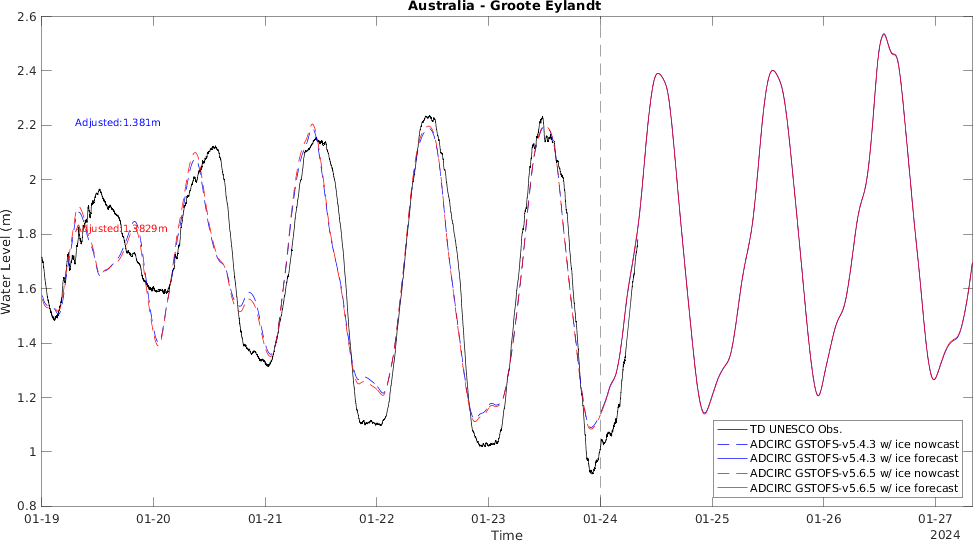 Australia - Groote Eylandt
2.6
2.4
2.2
2
1.8
1.6
1.4
1.2
1
0.8
Water Level (m)
Adjusted:1.381m
Adjusted:1.3829m
TD UNESCO Obs.
ADCIRC GSTOFS-v5.4.3 w/ ice nowcast
ADCIRC GSTOFS-v5.4.3 w/ ice forecast
ADCIRC GSTOFS-v5.6.5 w/ ice nowcast
ADCIRC GSTOFS-v5.6.5 w/ ice forecast
01-19 01-20 01-21 01-22 01-23 01-24 01-25 01-26 01-27
Time
2024